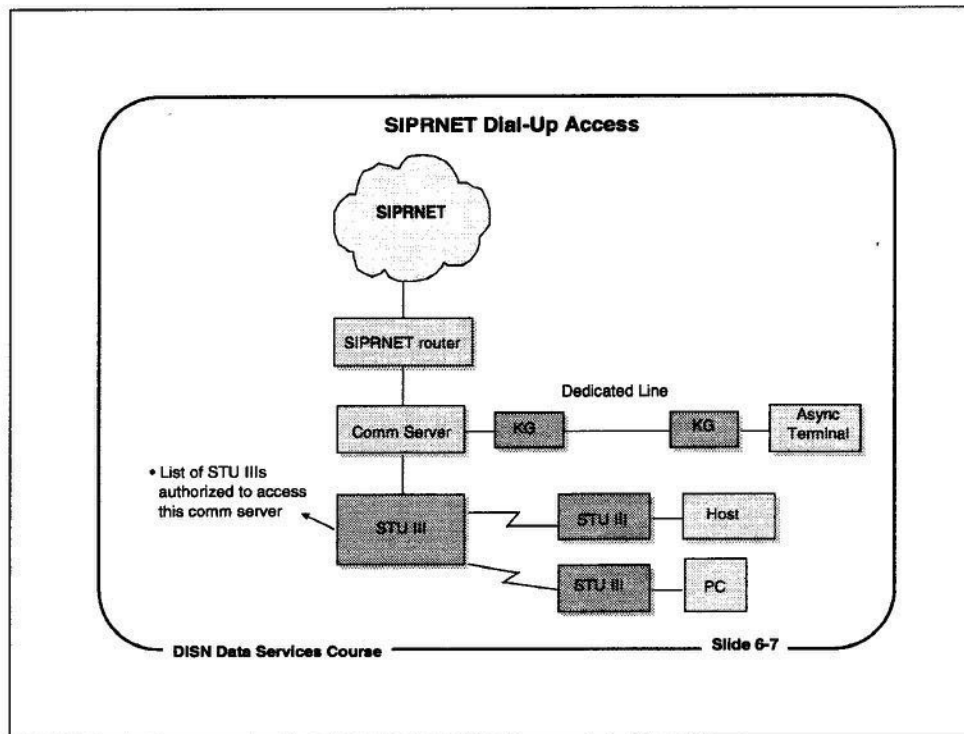 SIPRNET Dial-Up Access
SIPRNET
SIPRNET router
Dedicated Line
Comm Server
KG
KG
Async
Terminal
• List of STU IIIs
authorized to access
this comm server
STU III
STU III
Host
STU III
PC
DISN Data Services Course
Slide 6-7